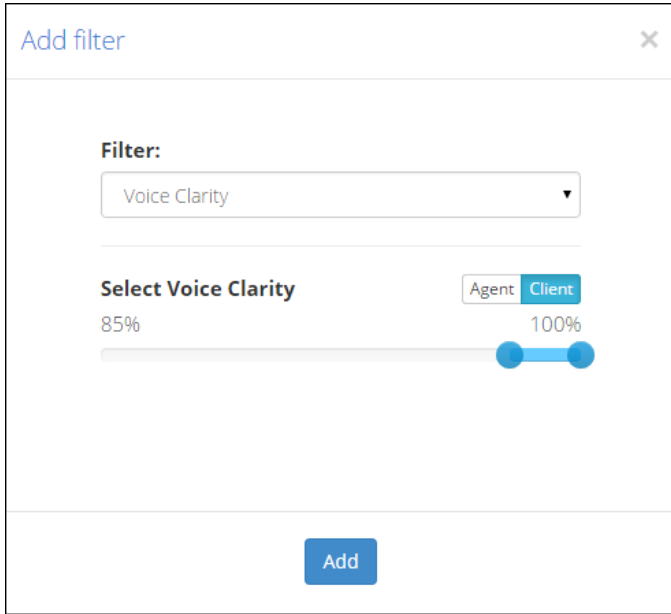 Add filter
Filter:
Voice Clarity
Select Voice Clarity
Agent Client
85% 100%
Add